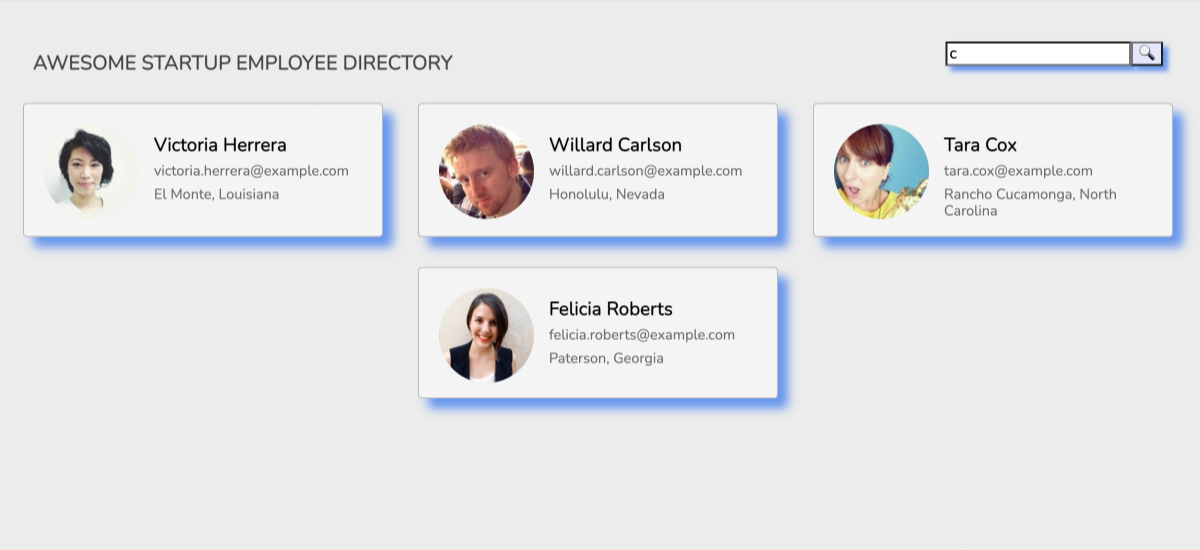 AWESOME STARTUP EMPLOYEE DIRECTORY
c
Victoria Herrera
victoria.herrera@example.com
El Monte, Louisiana
Willard Carlson
willard.carlson@example.com
Honolulu, Nevada
Tara Cox
tara.cox@example.com
Rancho Cucamonga, North
Carolina
Felicia Roberts
felicia.roberts@example.com
Paterson, Georgia